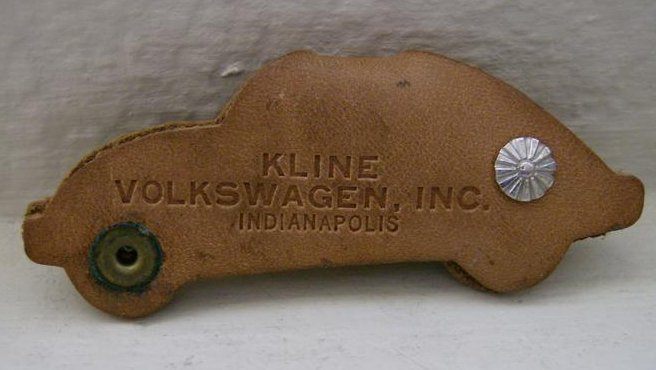 KLINE
VOLKSWAGEN, INC.
INDIANAPOLIS